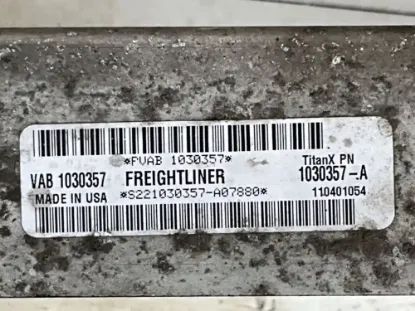 *PVAB 1030357*
TitanX PN
VAB 1030357 FREIGHTLINER 1030357-A
MADE IN USA *S221030357-A07880* 110401054